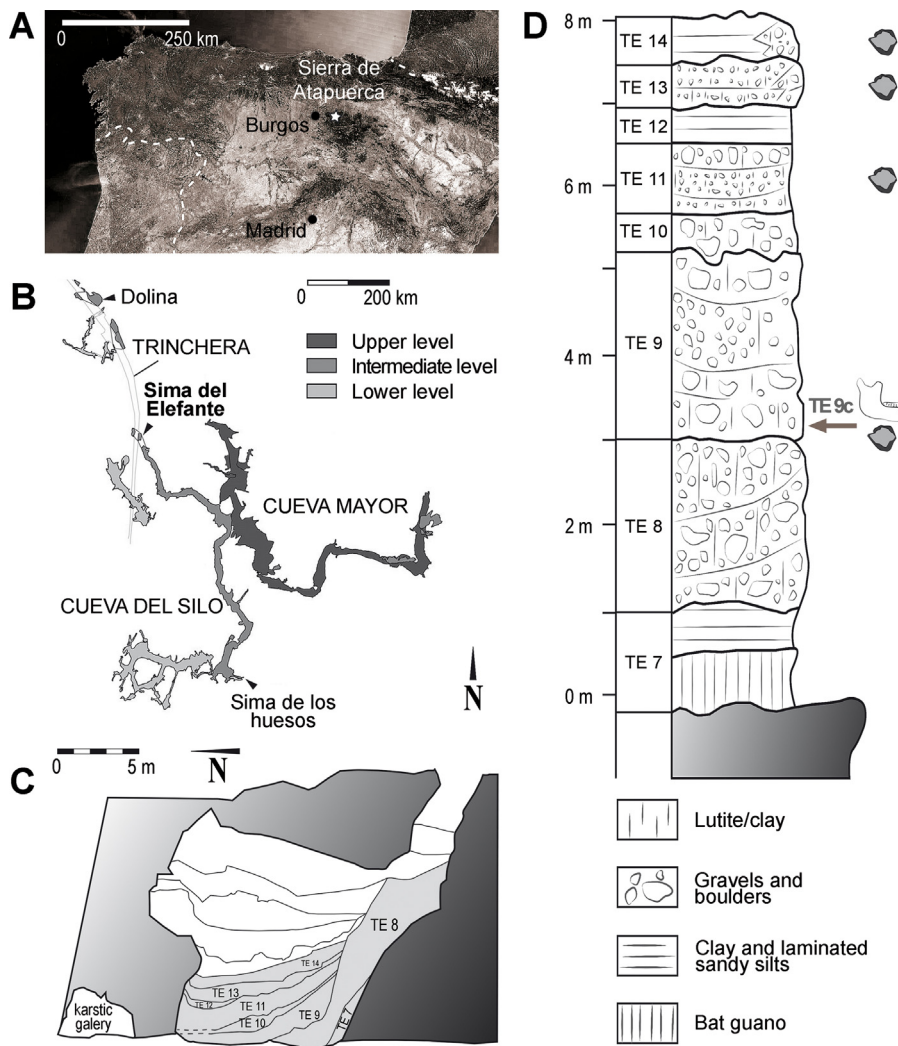 A
0
250 km
Sierra de
Atapuerca
Burgos
Madrid
B
Dolina
TRINCHERA
Sima del
Elefante
0
200 km
Upper level
Intermediate level
Lower level
CUEVA MAYOR
CUEVA DEL SILO
Sima de los
huesos
N
0
5 m
N
C
TE 8
TE 14
TE 13
TE 12
TE 11
TE 10
TE 9
TE 7
karstic
galery
D
8 m
TE 14
TE 13
TE 12
6 m
TE 11
TE 10
TE 9
4 m
TE 9c
TE 8
2 m
TE 7
0 m
Lutite/clay
Gravels and
boulders
Clay and laminated
sandy silts
Bat guano